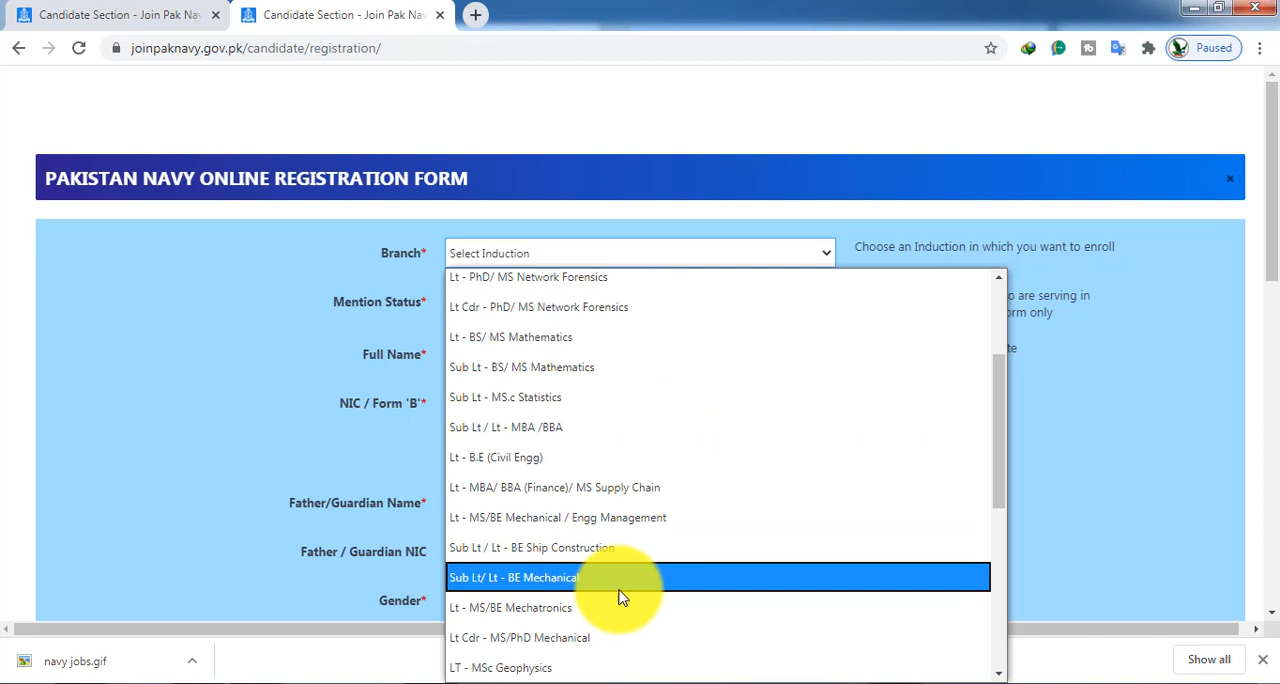 Candidate Section - Join Pak Nav
Candidate Section - Join Pak Nav
joinpaknavy.gov.pk/candidate/registration/
Paused
PAKISTAN NAVY ONLINE REGISTRATION FORM
×
Branch*
Select Induction
Choose an Induction in which you want to enroll
Lt - PhD/ MS Network Forensics
Mention Status*
o are serving in
Lt Cdr - PhD/ MS Network Forensics
orm only
Lt - BS/ MS Mathematics
te
Full Name*
Sub Lt - BS/ MS Mathematics
Sub Lt - MS.c Statistics
NIC / Form 'B'*
Sub Lt / Lt - MBA /BBA
Lt - B.E (Civil Engg)
Lt - MBA/ BBA (Finance)/ MS Supply Chain
Father/Guardian Name*
Lt - MS/BE Mechanical / Engg Management
Sub Lt / Lt - BE Ship Construction
Father / Guardian NIC
Sub Lt/ Lt - BE Mechanical
Gender*
Lt - MS/BE Mechatronics
Lt Cdr - MS/PhD Mechanical
LT - MSc Geophysics
navy jobs.gif
Show all